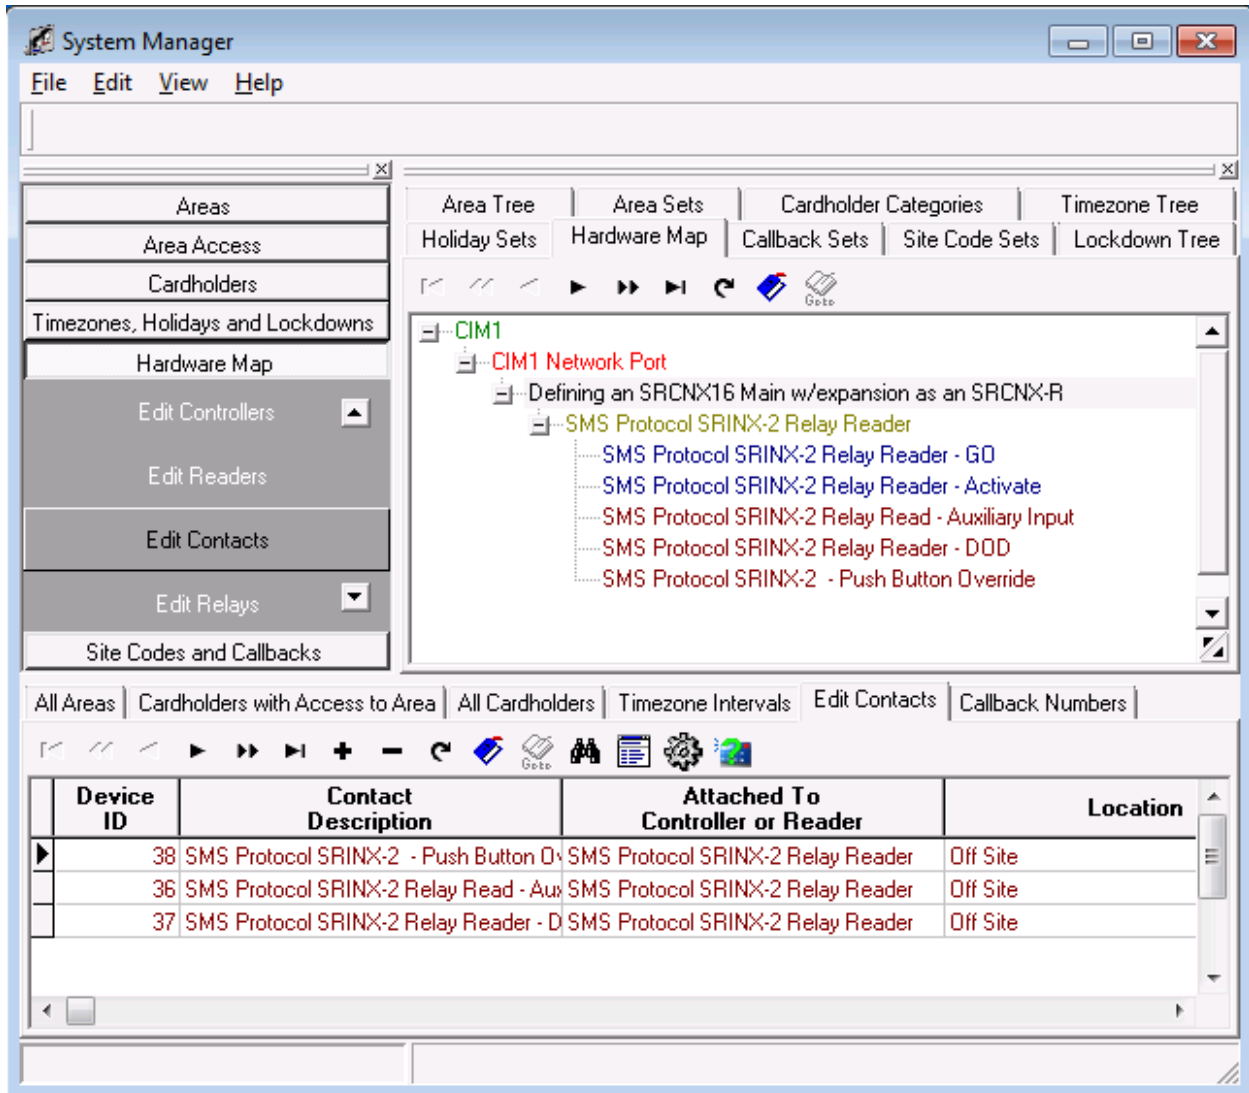 System Manager
File Edit View Help
Areas
Area Access
Cardholders
Timezones, Holidays and Lockdowns
Hardware Map
Edit Controllers
Edit Readers
Edit Contacts
Edit Relays
Site Codes and Callbacks
Area Tree Area Sets Cardholder Categories Timezone Tree
Holiday Sets Hardware Map Callback Sets Site Code Sets Lockdown Tree
Goto
CIM1
CIM1 Network Port
Defining an SRCNX16 Main w/expansion as an SRCNX-R
SMS Protocol SRINX-2 Relay Reader
SMS Protocol SRINX-2 Relay Reader - GO
SMS Protocol SRINX-2 Relay Reader - Activate
SMS Protocol SRINX-2 Relay Read - Auxiliary Input
SMS Protocol SRINX-2 Relay Reader - DOD
SMS Protocol SRINX-2  - Push Button Override
All Areas Cardholders with Access to Area All Cardholders Timezone Intervals Edit Contacts Callback Numbers
Goto
Device ID Contact Description Attached To Controller or Reader Location
38 SMS Protocol SRINX-2  - Push Button Ov SMS Protocol SRINX-2 Relay Reader Off Site
36 SMS Protocol SRINX-2 Relay Read - Aux SMS Protocol SRINX-2 Relay Reader Off Site
37 SMS Protocol SRINX-2 Relay Reader - D SMS Protocol SRINX-2 Relay Reader Off Site